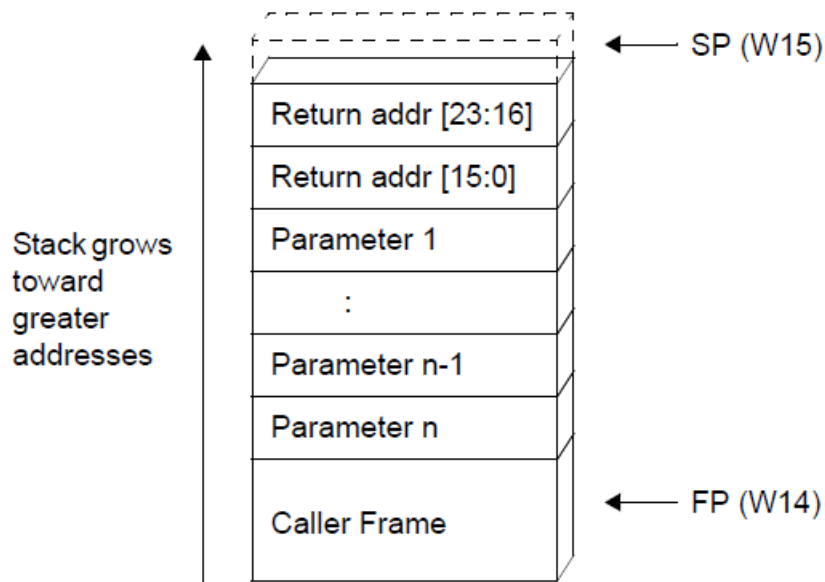 SP (W15)
Return addr [23:16]
Return addr [15:0]
Parameter 1
:
Parameter n-1
Parameter n
Caller Frame
Stack grows
toward
greater
addresses
FP (W14)